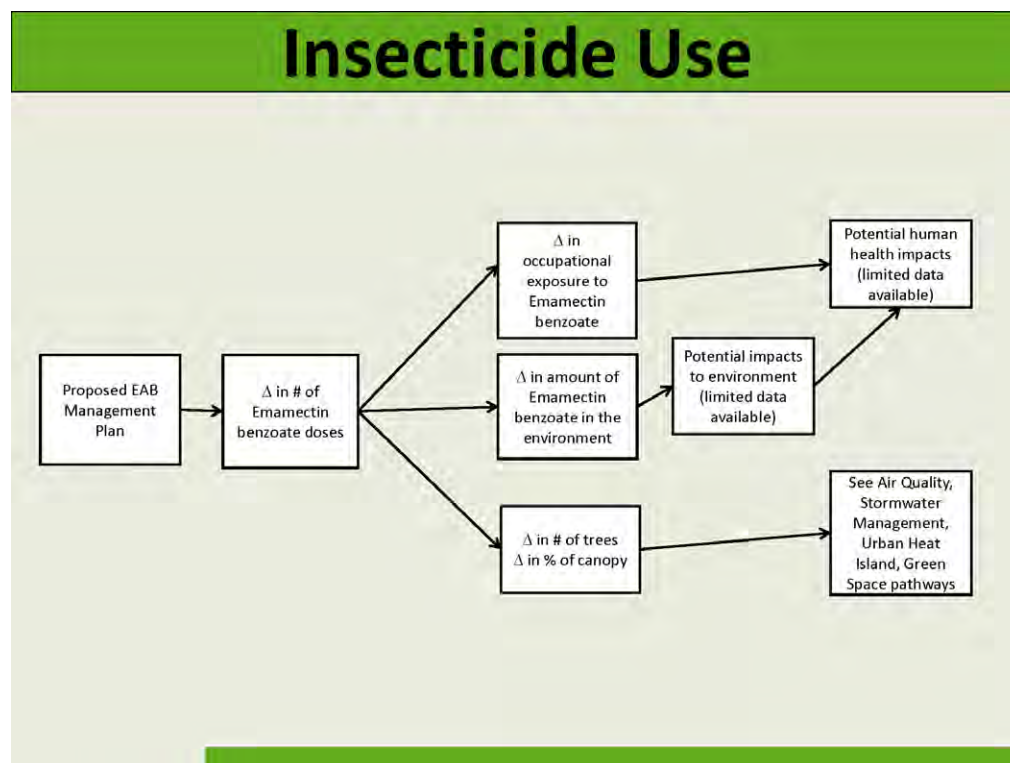 Insecticide Use
Proposed EAB
Management
Plan
Δ in # of
Emamectin
benzoate doses
Δ in
occupational
exposure to
Emamectin
benzoate
Δ in amount of
Emamectin
benzoate in the
environment
Δ in # of trees
Δ in % of canopy
Potential impacts
to environment
(limited data
available)
Potential human
health impacts
(limited data
available)
See Air Quality,
Stormwater
Management,
Urban Heat
Island, Green
Space pathways